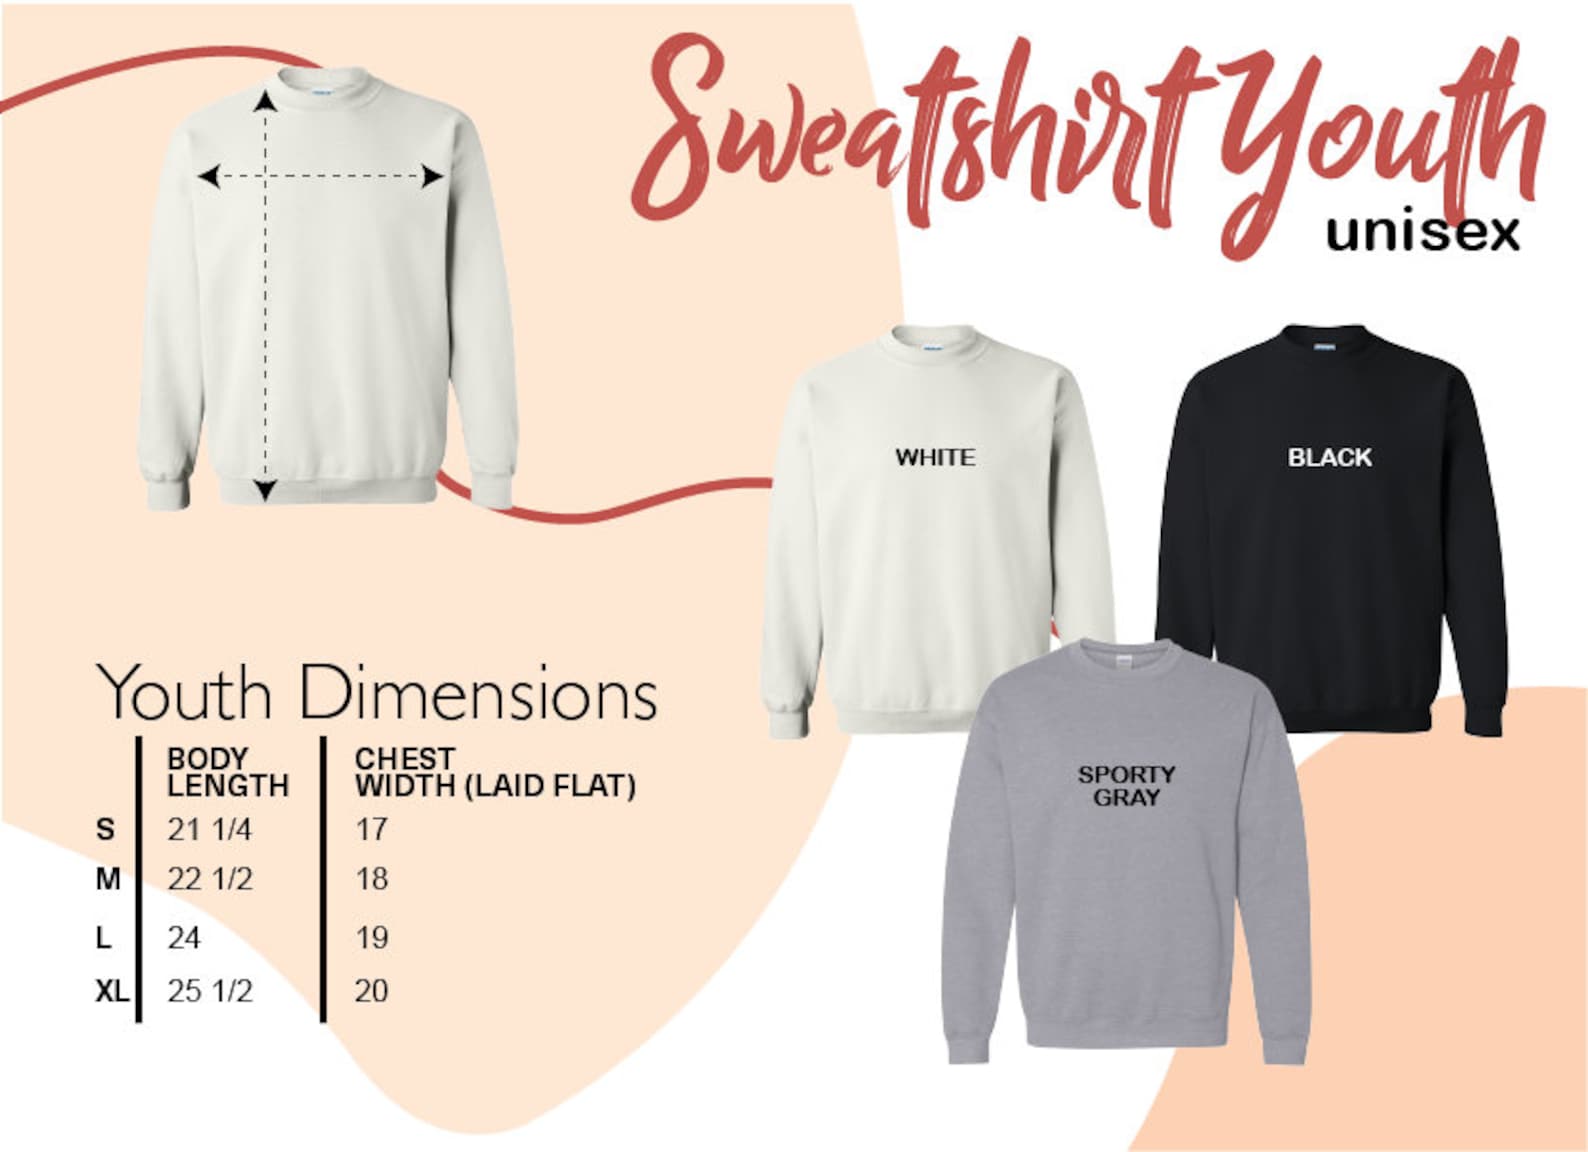 Sweatshirt Youth
unisex
WHITE
BLACK
SPORTY
GRAY
Youth Dimensions
BODY
LENGTH
CHEST
WIDTH (LAID FLAT)
S 21 1/4 17
M 22 1/2 18
L 24 19
XL 25 1/2 20